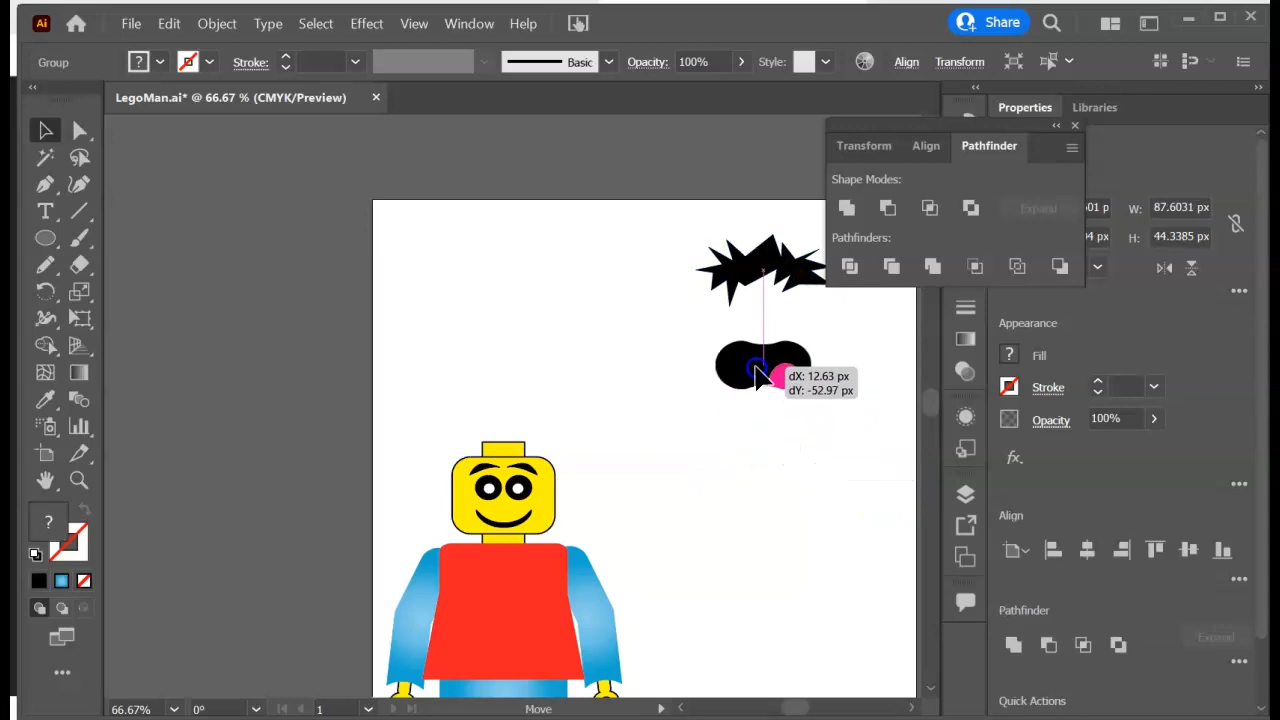 Ai File Edit Object Type Select Effect View Window Help Share
Group ? Stroke: Basic Opacity: 100% Style: Align Transform
LegoMan.ai* @ 66.67 % (CMYK/Preview)
Properties Libraries
Transform Align Pathfinder
Shape Modes:
Expand
W: 87.6031 px
Pathfinders:
H: 44.3385 px
Appearance
? Fill
Stroke
Opacity 100%
fx.
dX: 12.63 px
dY: -52.97 px
?
Align
Pathfinder
Expand
Quick Actions
66.67% 0° 1 Move